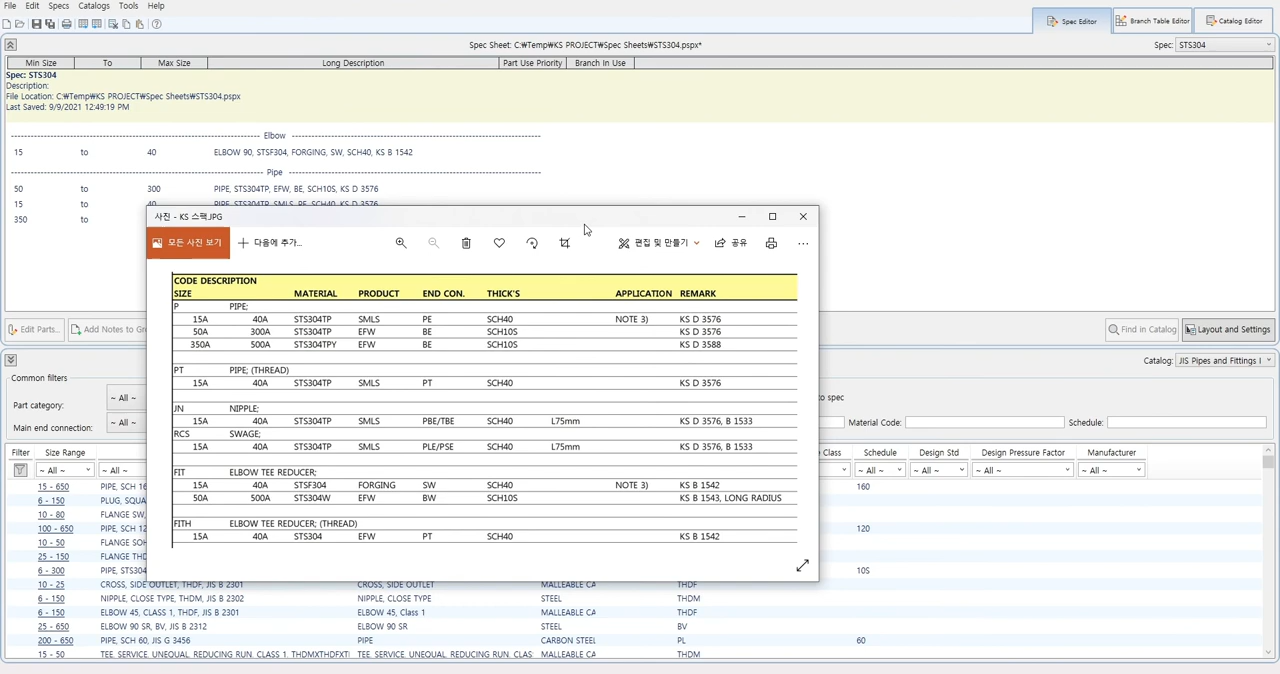 File Edit Specs Catalogs Tools Help
Spec Editor Branch Table Editor Catalog Editor
Spec Sheet: C:₩Temp₩KS PROJECT₩Spec Sheets₩STS304.pspx* Spec: STS304
Min Size To Max Size Long Description Part Use Priority Branch In Use
Spec: STS304
Description:
File Location: C:₩Temp₩KS PROJECT₩Spec Sheets₩STS304.pspx
Last Saved: 9/9/2021 12:49:19 PM
Elbow
15 to 40 ELBOW 90, STSF304, FORGING, SW, SCH40, KS B 1542
Pipe
50 to 300 PIPE, STS304TP, EFW, BE, SCH10S, KS D 3576
15 to 40 PIPE, STS304TP, SMLS, PE, SCH40, KS D 3576
350 to
사진 - KS 스팩.JPG
모든 사진 보기 다음에 추가... 편집 및 만들기 공유
CODE DESCRIPTION
SIZE MATERIAL PRODUCT END CON. THICK'S APPLICATION REMARK
P PIPE;
15A 40A STS304TP SMLS PE SCH40 NOTE 3) KS D 3576
50A 300A STS304TP EFW BE SCH10S KS D 3576
350A 500A STS304TPY EFW BE SCH10S KS D 3588
PT PIPE; (THREAD)
15A 40A STS304TP SMLS PT SCH40 KS D 3576
JN NIPPLE;
15A 40A STS304TP SMLS PBE/TBE SCH40 L75mm KS D 3576, B 1533
RCS SWAGE;
15A 40A STS304TP SMLS PLE/PSE SCH40 L75mm KS D 3576, B 1533
FIT ELBOW TEE REDUCER;
15A 40A STSF304 FORGING SW SCH40 NOTE 3) KS B 1542
50A 500A STS304W EFW BW SCH10S KS B 1543, LONG RADIUS
FITH ELBOW TEE REDUCER; (THREAD)
15A 40A STS304 EFW PT SCH40 KS B 1542
Edit Parts... Add Notes to Gr Find in Catalog Layout and Settings
Catalog: JIS Pipes and Fittings
Common filters
Part category: ~ All ~ to spec
Main end connection: ~ All ~ Material Code: Schedule:
Filter Size Range Class Schedule Design Std Design Pressure Factor Manufacturer
~ All ~ ~ All ~ ~ All ~ ~ All ~ ~ All ~ ~ All ~
15 - 650 PIPE, SCH 16 160
6 - 150 PLUG, SQUA
10 - 80 FLANGE SW,
100 - 650 PIPE, SCH 12 120
10 - 50 FLANGE SOH
25 - 150 FLANGE THD
6 - 300 PIPE, STS304 10S
10 - 25 CROSS, SIDE OUTLET, THDF, JIS B 2301 CROSS, SIDE OUTLET MALLEABLE CA THDF
6 - 150 NIPPLE, CLOSE TYPE, THDM, JIS B 2302 NIPPLE, CLOSE TYPE STEEL THDM
6 - 150 ELBOW 45, CLASS 1, THDF, JIS B 2301 ELBOW 45, Class 1 MALLEABLE CA THDF
25 - 650 ELBOW 90 SR, BV, JIS B 2312 ELBOW 90 SR STEEL BV
200 - 650 PIPE, SCH 60, JIS G 3456 PIPE CARBON STEEL PL 60
15 - 50 TEE, SERVICE, UNEQUAL, REDUCING RUN, CLASS 1, THDMXTHDFXTI TEE, SERVICE, UNEQUAL, REDUCING RUN, CLAS MALLEABLE CA THDM